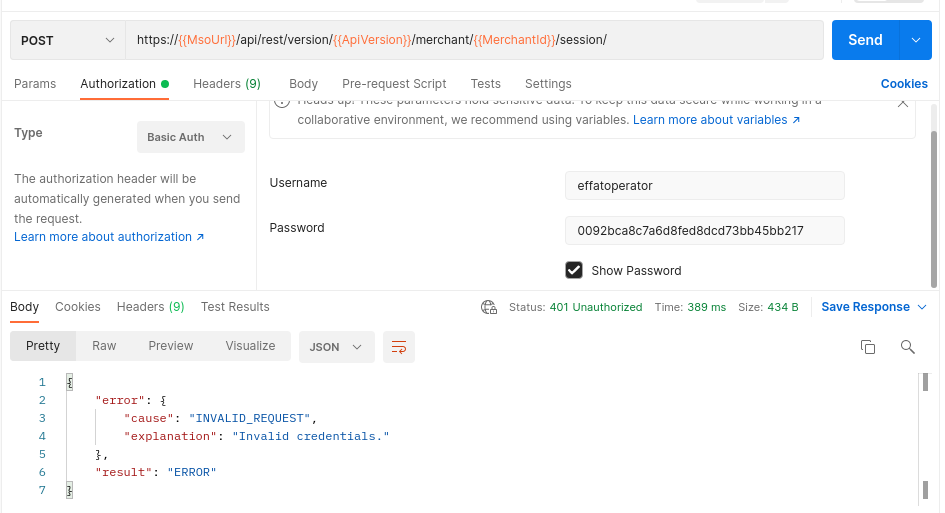 POST https://{{MsoUrl}}/api/rest/version/{{ApiVersion}}/merchant/{{MerchantId}}/session/ Send
Params Authorization Headers (9) Body Pre-request Script Tests Settings Cookies
Heads up! These parameters hold sensitive data. To keep this data secure while working in a
collaborative environment, we recommend using variables. Learn more about variables ↗
Type Basic Auth
The authorization header will be
automatically generated when you send
the request.
Learn more about authorization ↗
Username effatoperator
Password 0092bca8c7a6d8fed8dcd73bb45bb217
Show Password
Body Cookies Headers (9) Test Results Status: 401 Unauthorized Time: 389 ms Size: 434 B Save Response
Pretty Raw Preview Visualize JSON
1 {
2 "error": {
3 "cause": "INVALID_REQUEST",
4 "explanation": "Invalid credentials."
5 },
6 "result": "ERROR"
7 }